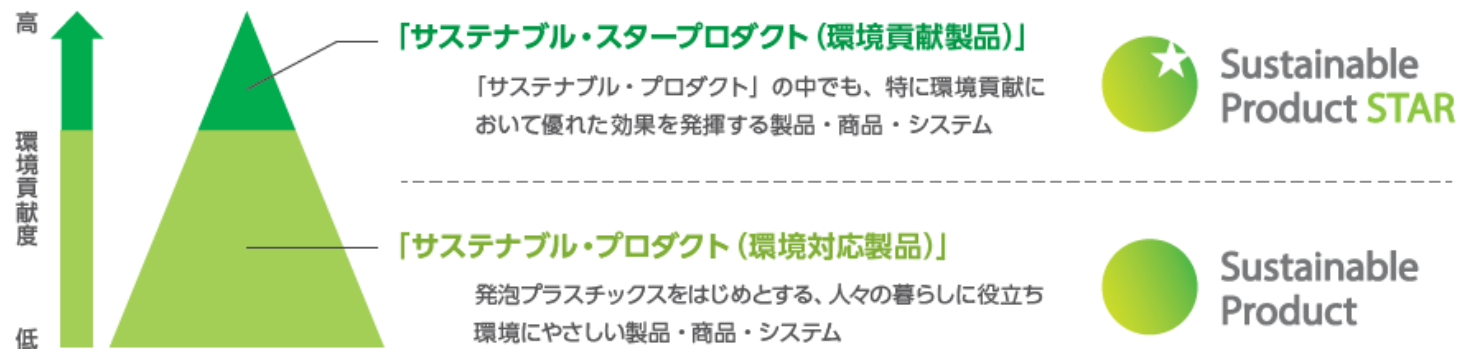 高
環境貢献度
低
「サステナブル・スタープロダクト（環境貢献製品）」
「サステナブル・プロダクト」の中でも、特に環境貢献に
おいて優れた効果を発揮する製品・商品・システム
Sustainable
Product STAR
「サステナブル・プロダクト（環境対応製品）」
発泡プラスチックスをはじめとする、人々の暮らしに役立ち
環境にやさしい製品・商品・システム
Sustainable
Product